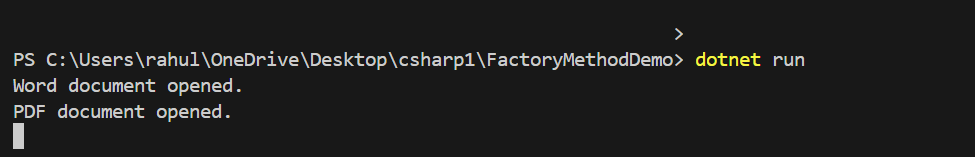 >
PS C:\Users\rahul\OneDrive\Desktop\csharp1\FactoryMethodDemo> dotnet run
Word document opened.
PDF document opened.